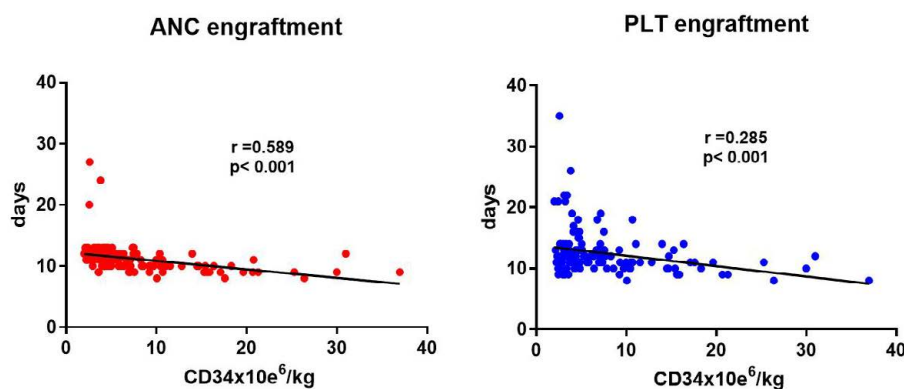 ANC engraftment
40
30
20
10
0
days
r =0.589
p< 0.001
0 10 20 30 40
CD34x10e⁶/kg
PLT engraftment
40
30
20
10
0
days
r =0.285
p< 0.001
0 10 20 30 40
CD34x10e⁶/kg